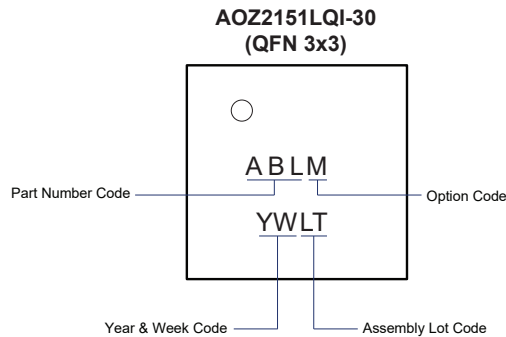 AOZ2151LQI-30
(QFN 3x3)
ABLM
Part Number Code
Option Code
YWLT
Year & Week Code
Assembly Lot Code